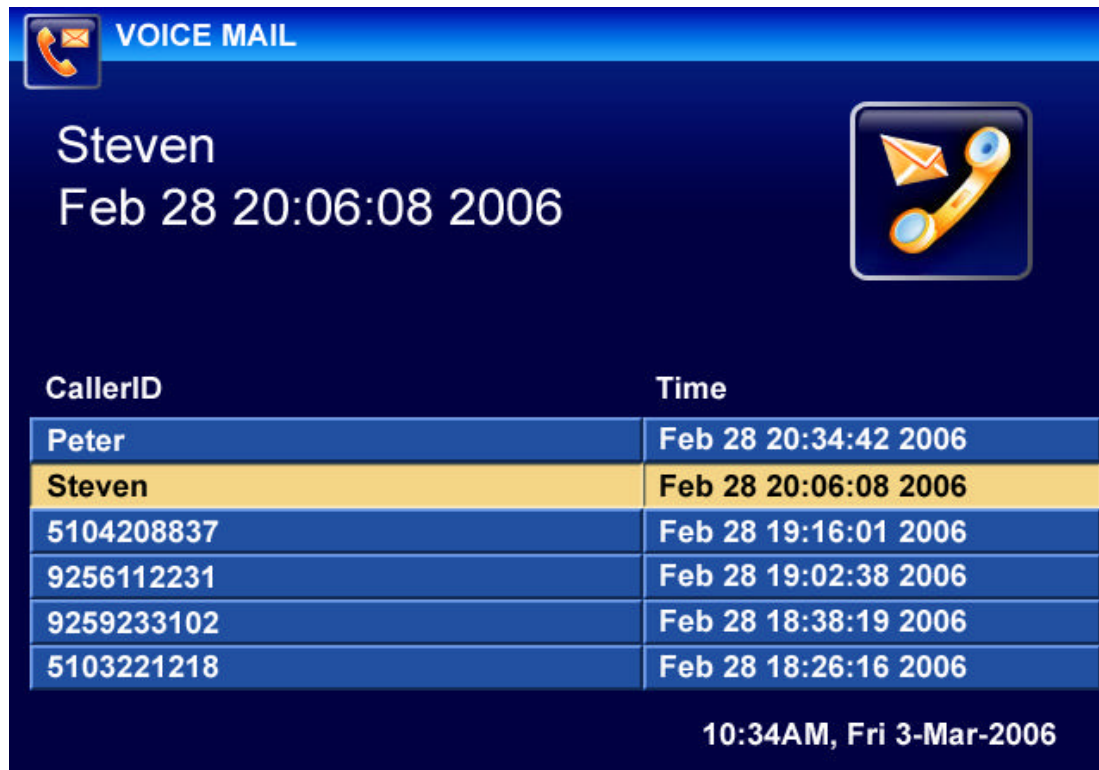 VOICE MAIL
Steven
Feb 28 20:06:08 2006
CallerID Time
Peter Feb 28 20:34:42 2006
Steven Feb 28 20:06:08 2006
5104208837 Feb 28 19:16:01 2006
9256112231 Feb 28 19:02:38 2006
9259233102 Feb 28 18:38:19 2006
5103221218 Feb 28 18:26:16 2006
10:34AM, Fri 3-Mar-2006